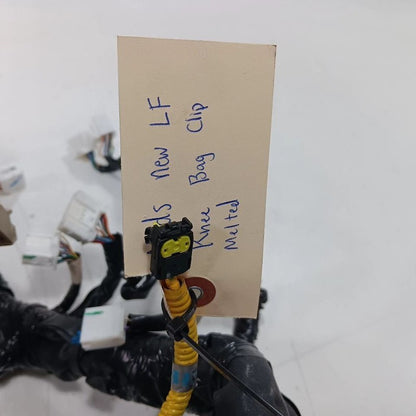 ds New LF
Knee Bag Clip
Melted